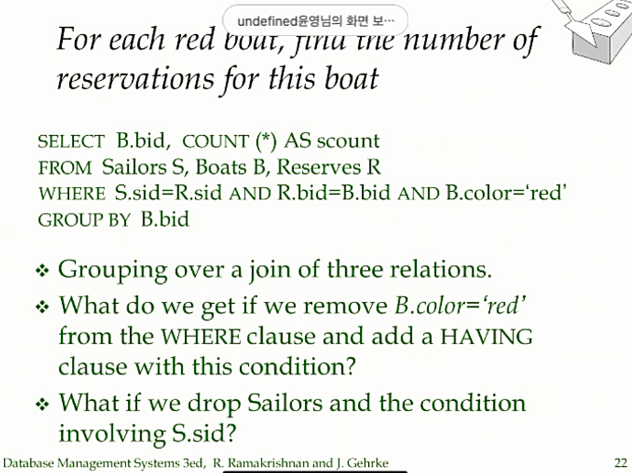 undefined윤영님의 화면 보…
For each red boat, find the number of
reservations for this boat
SELECT B.bid, COUNT (*) AS scount
FROM Sailors S, Boats B, Reserves R
WHERE S.sid=R.sid AND R.bid=B.bid AND B.color=‘red’
GROUP BY B.bid
❖ Grouping over a join of three relations.
❖ What do we get if we remove B.color=‘red’
from the WHERE clause and add a HAVING
clause with this condition?
❖ What if we drop Sailors and the condition
involving S.sid?
Database Management Systems 3ed, R. Ramakrishnan and J. Gehrke 22